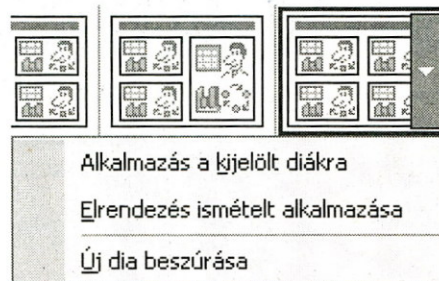 Alkalmazás a kijelölt diákra
Elrendezés ismételt alkalmazása
Új dia beszúrása